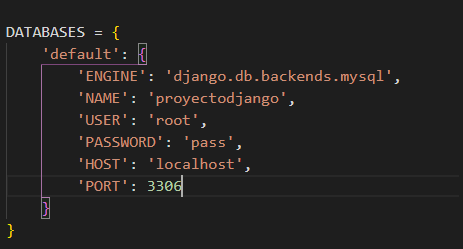 DATABASES = {
    'default': {
        'ENGINE': 'django.db.backends.mysql',
        'NAME': 'proyectodjango',
        'USER': 'root',
        'PASSWORD': 'pass',
        'HOST': 'localhost',
        'PORT': 3306
    }
}